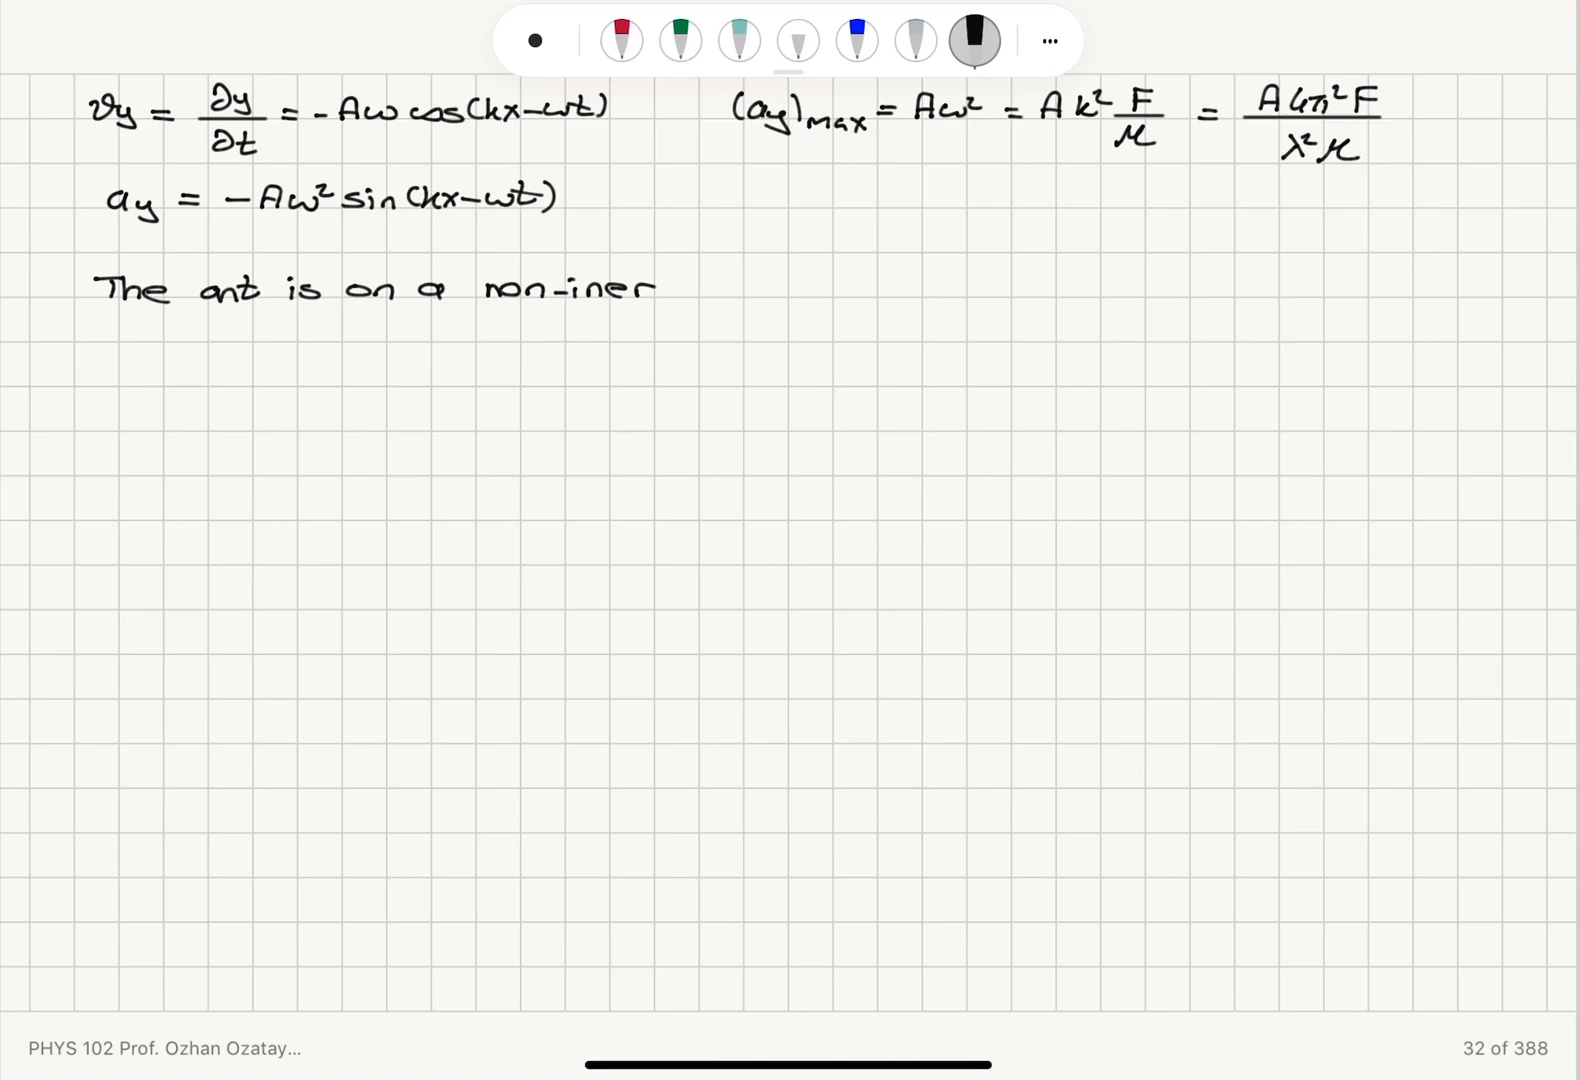 vy = ∂y/∂t = -Aω cos(kx-ωt)
(ay)max = Aω² = A k² F/μ = A4π²F/λ²μ
ay = -Aω² sin(kx-ωt)
The ant is on a non-iner
PHYS 102 Prof. Ozhan Ozatay...
32 of 388